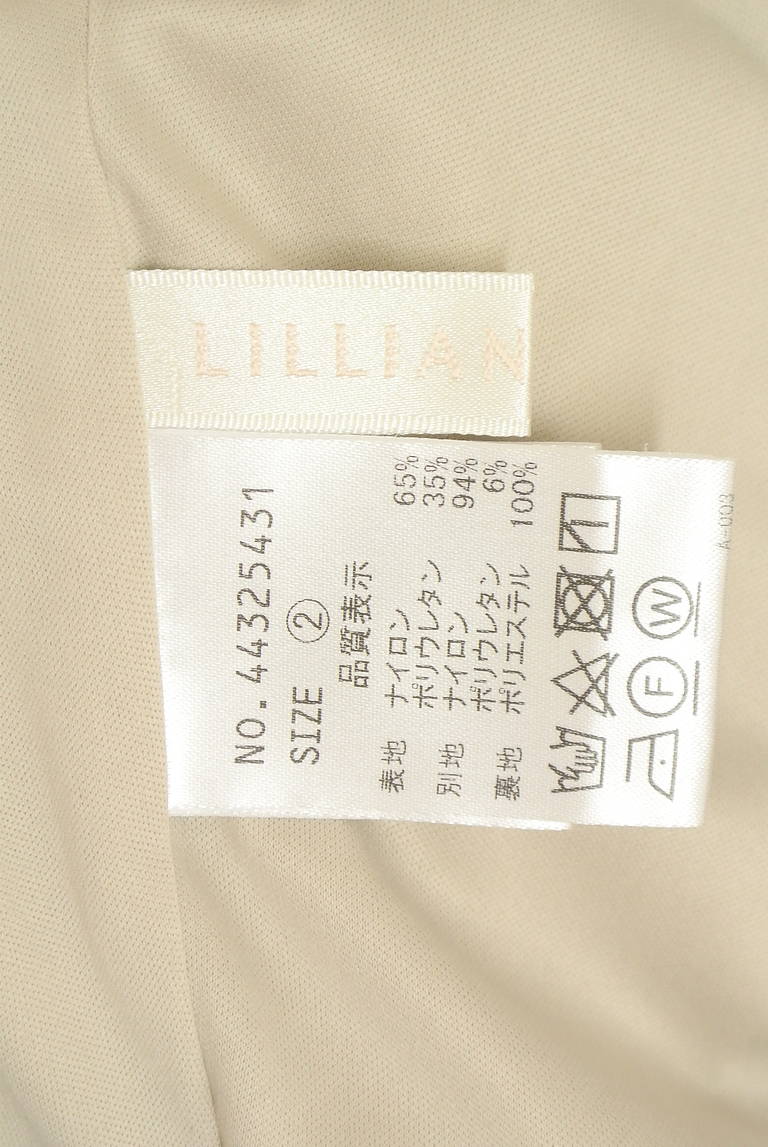 LILLIAN
NO.44325431
SIZE ②
品質表示
表地 ナイロン 65%
ポリウレタン 35%
別地 ナイロン 94%
ポリウレタン 6%
裏地 ポリエステル 100%
F W
A-003